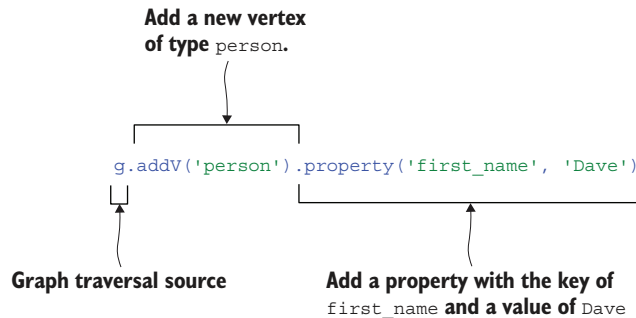 Add a new vertex
of type person.
g.addV('person').property('first_name', 'Dave')
Graph traversal source
Add a property with the key of
first_name and a value of Dave